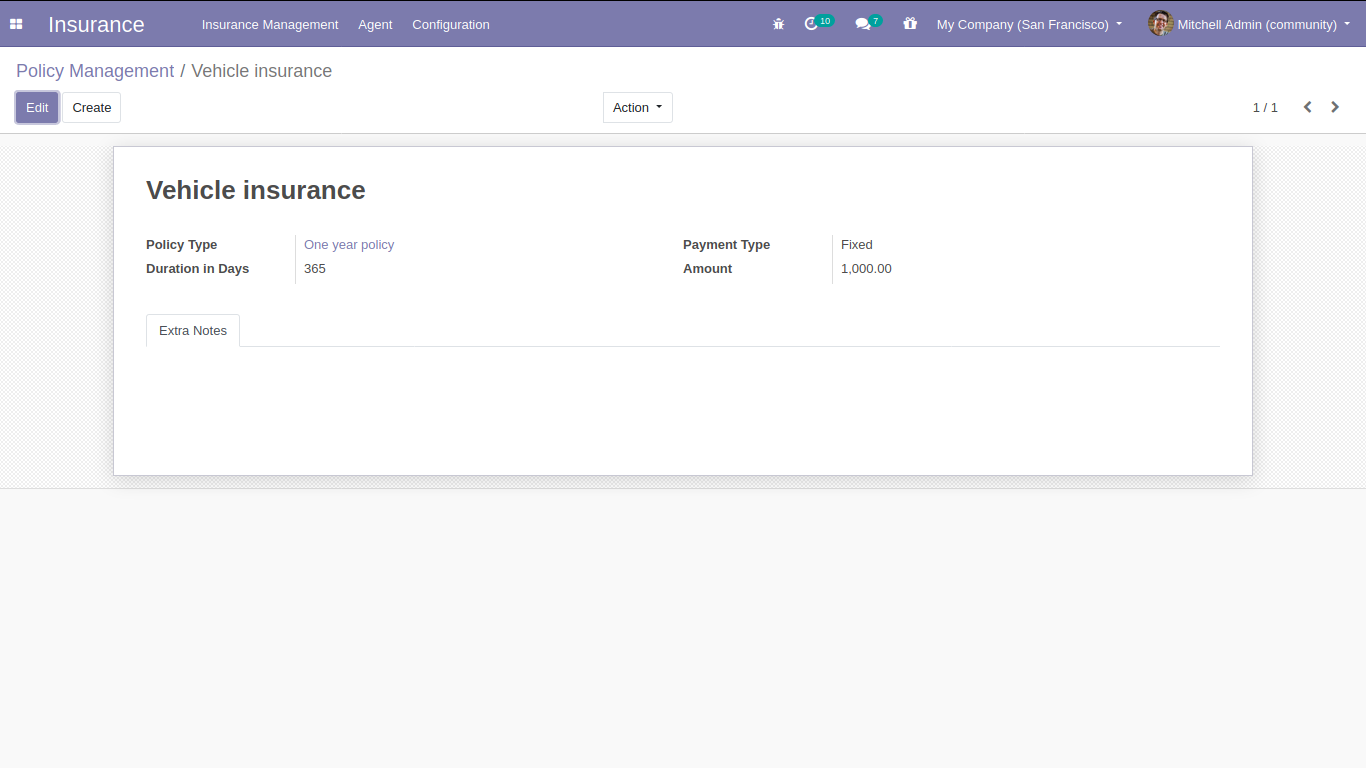 Insurance Insurance Management Agent Configuration 10 7 My Company (San Francisco) Mitchell Admin (community)
Policy Management / Vehicle insurance
Edit Create Action 1 / 1
Vehicle insurance
Policy Type One year policy Payment Type Fixed
Duration in Days 365 Amount 1,000.00
Extra Notes